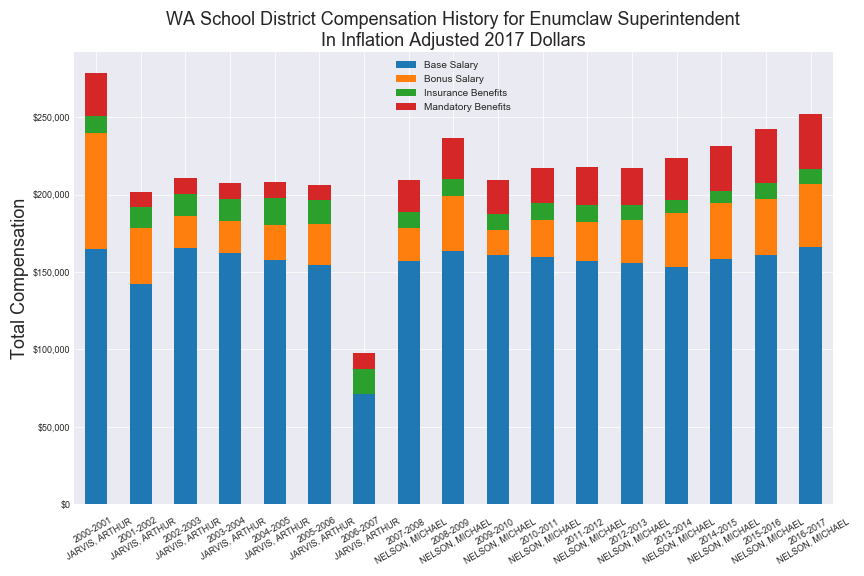 WA School District Compensation History for Enumclaw Superintendent
In Inflation Adjusted 2017 Dollars
Base Salary
Bonus Salary
Insurance Benefits
Mandatory Benefits
Total Compensation
$250,000
$200,000
$150,000
$100,000
$50,000
$0
2000-2001
JARVIS, ARTHUR
2001-2002
JARVIS, ARTHUR
2002-2003
JARVIS, ARTHUR
2003-2004
JARVIS, ARTHUR
2004-2005
JARVIS, ARTHUR
2005-2006
JARVIS, ARTHUR
2006-2007
JARVIS, ARTHUR
2007-2008
NELSON, MICHAEL
2008-2009
NELSON, MICHAEL
2009-2010
NELSON, MICHAEL
2010-2011
NELSON, MICHAEL
2011-2012
NELSON, MICHAEL
2012-2013
NELSON, MICHAEL
2013-2014
NELSON, MICHAEL
2014-2015
NELSON, MICHAEL
2015-2016
NELSON, MICHAEL
2016-2017
NELSON, MICHAEL